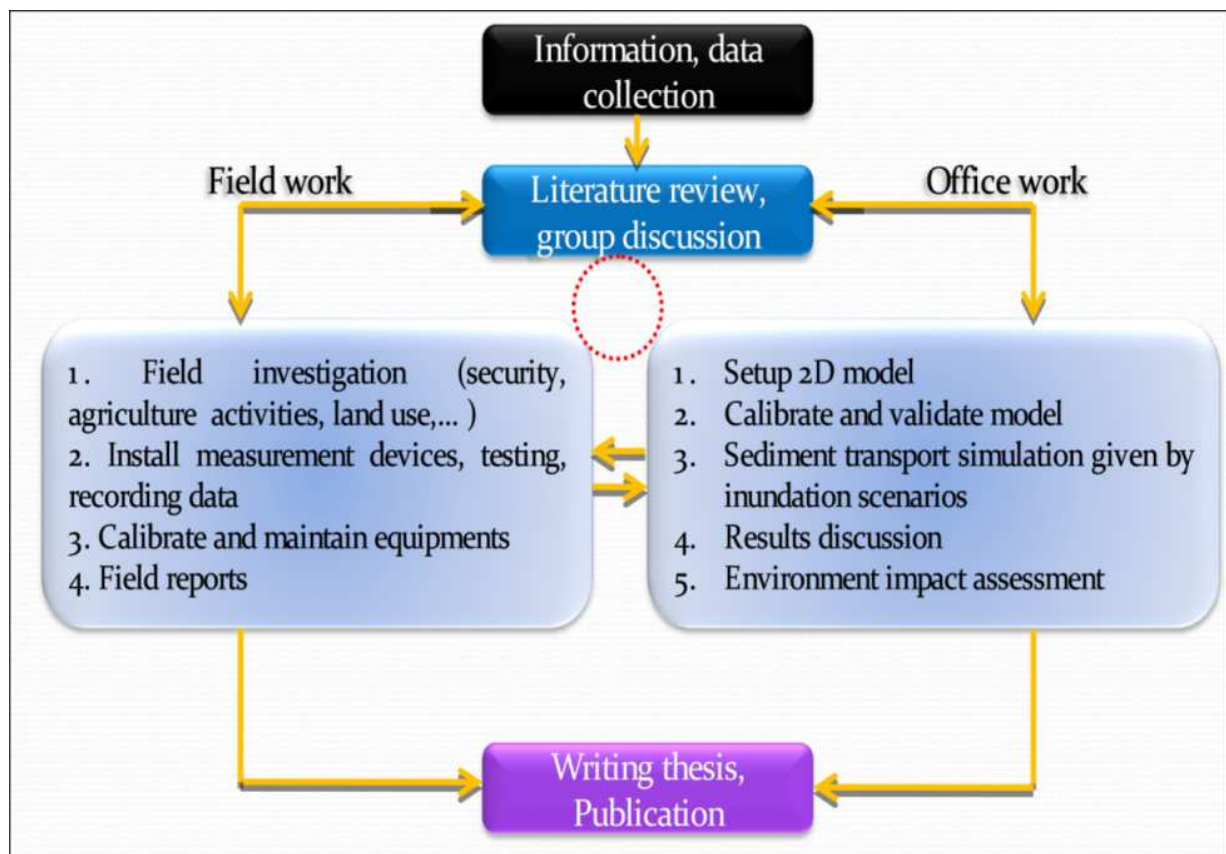 Information, data
collection
Field work
Literature review,
group discussion
Office work
1. Field investigation (security,
agriculture activities, land use,... )
2. Install measurement devices, testing,
recording data
3. Calibrate and maintain equipments
4. Field reports
1. Setup 2D model
2. Calibrate and validate model
3. Sediment transport simulation given by
inundation scenarios
4. Results discussion
5. Environment impact assessment
Writing thesis,
Publication